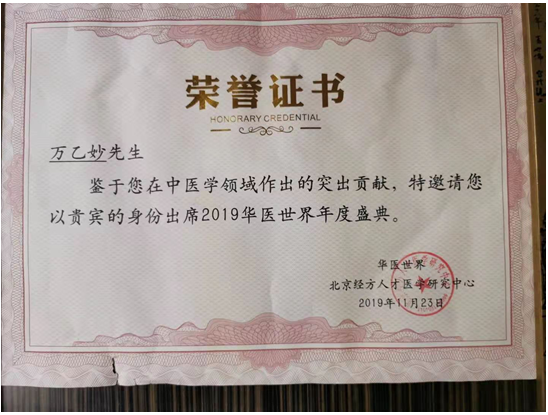 荣誉证书
HONORARY CREDENTIAL
万乙妙先生
鉴于您在中医学领域作出的突出贡献，特邀请您
以贵宾的身份出席2019华医世界年度盛典。
华医世界
北京经方人才医学研究中心
2019年11月23日